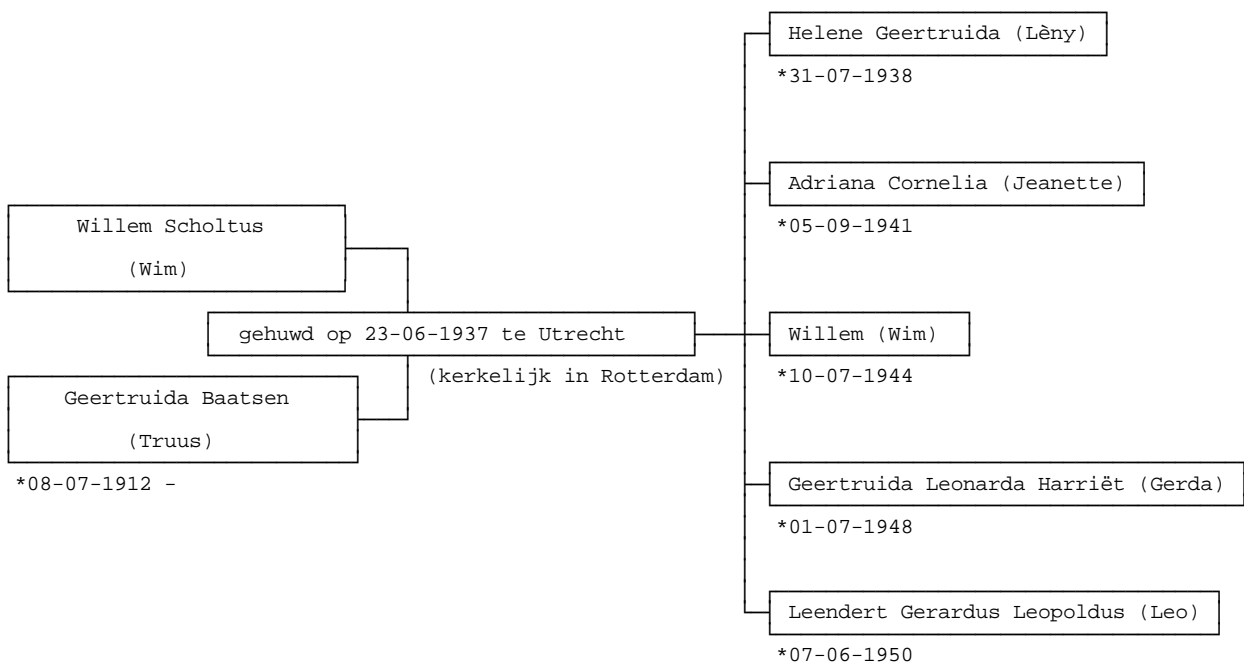 Willem Scholtus
(Wim)
gehuwd op 23-06-1937 te Utrecht
(kerkelijk in Rotterdam)
Geertruida Baatsen
(Truus)
*08-07-1912 -
Helene Geertruida (Lèny)
*31-07-1938
Adriana Cornelia (Jeanette)
*05-09-1941
Willem (Wim)
*10-07-1944
Geertruida Leonarda Harriët (Gerda)
*01-07-1948
Leendert Gerardus Leopoldus (Leo)
*07-06-1950